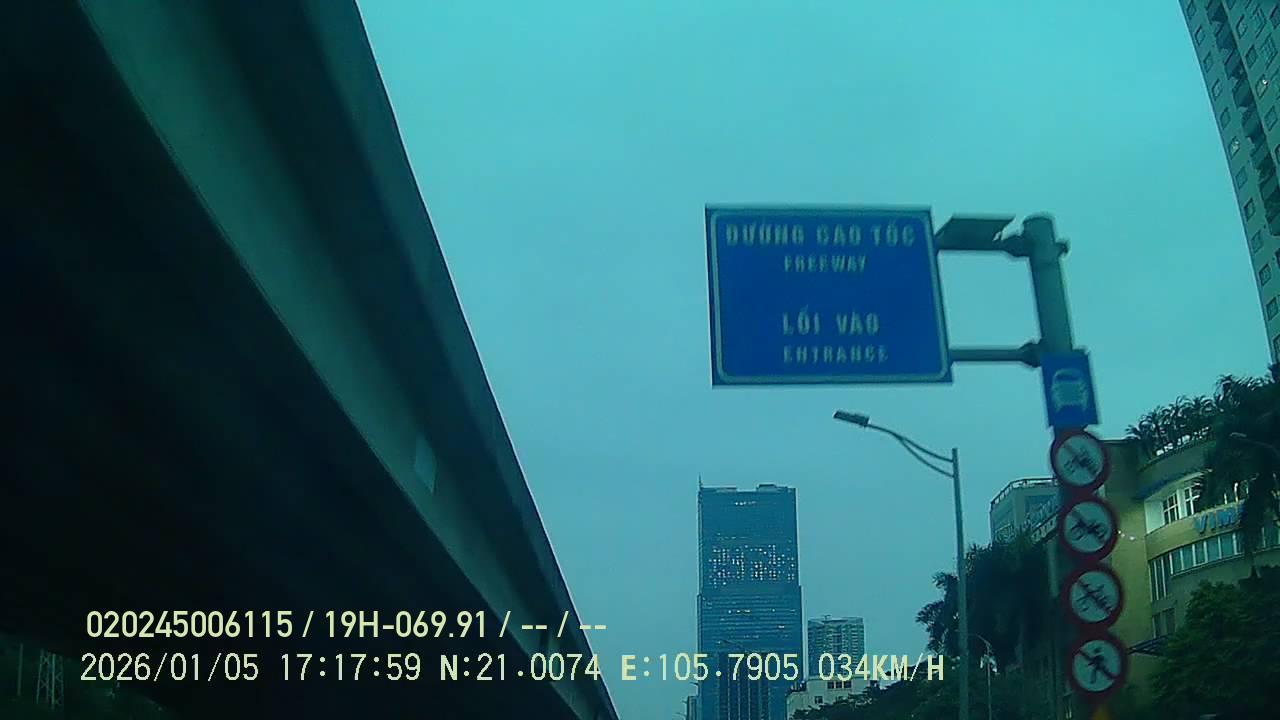 ĐƯỜNG CAO TỐC
FREEWAY
LỐI VÀO
ENTRANCE
020245006115 / 19H-069.91 / -- / --
2026/01/05 17:17:59 N:21.0074 E:105.7905 034KM/H